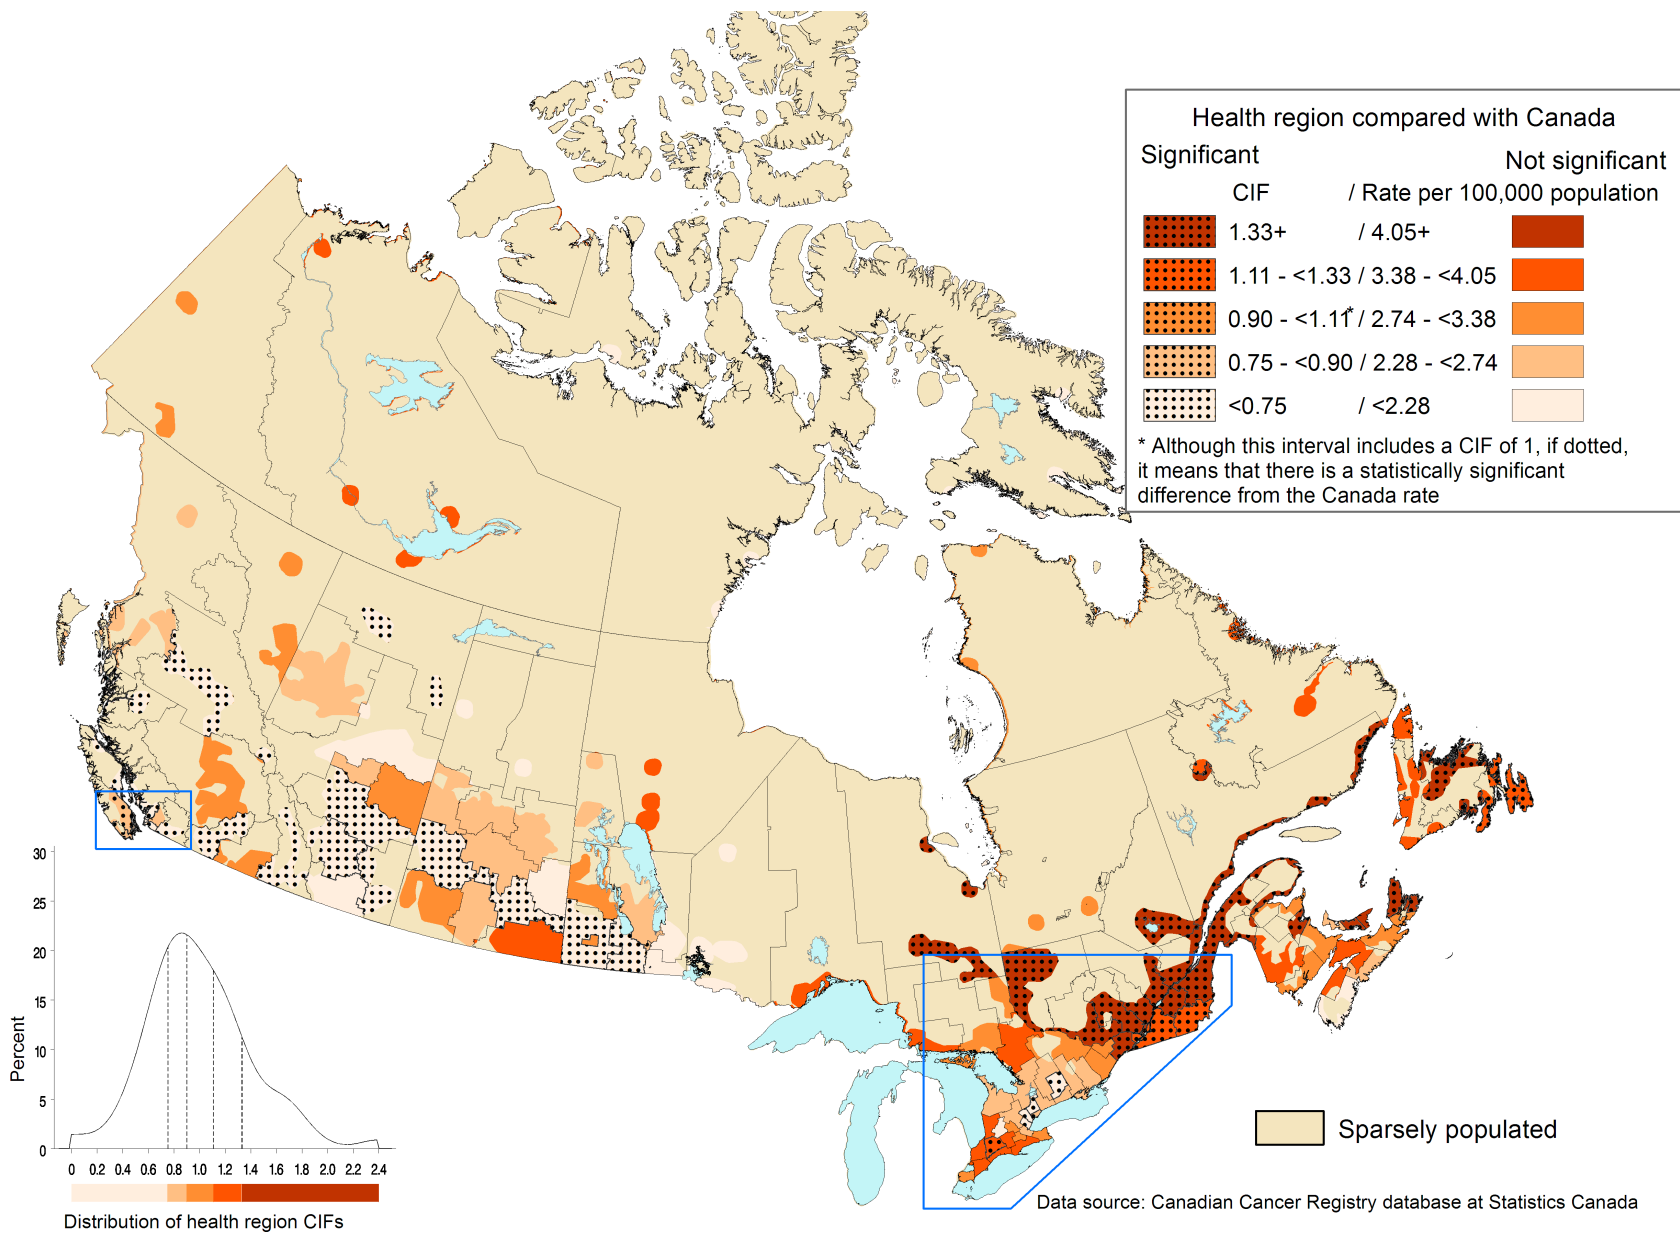 Health region compared with Canada
Significant
Not significant
CIF / Rate per 100,000 population
1.33+ / 4.05+
1.11 - <1.33 / 3.38 - <4.05
0.90 - <1.11* / 2.74 - <3.38
0.75 - <0.90 / 2.28 - <2.74
<0.75 / <2.28
* Although this interval includes a CIF of 1, if dotted,
it means that there is a statistically significant
difference from the Canada rate
30
25
20
15
10
5
0
Percent
0 0.2 0.4 0.6 0.8 1.0 1.2 1.4 1.6 1.8 2.0 2.2 2.4
Distribution of health region CIFs
Sparsely populated
Data source: Canadian Cancer Registry database at Statistics Canada